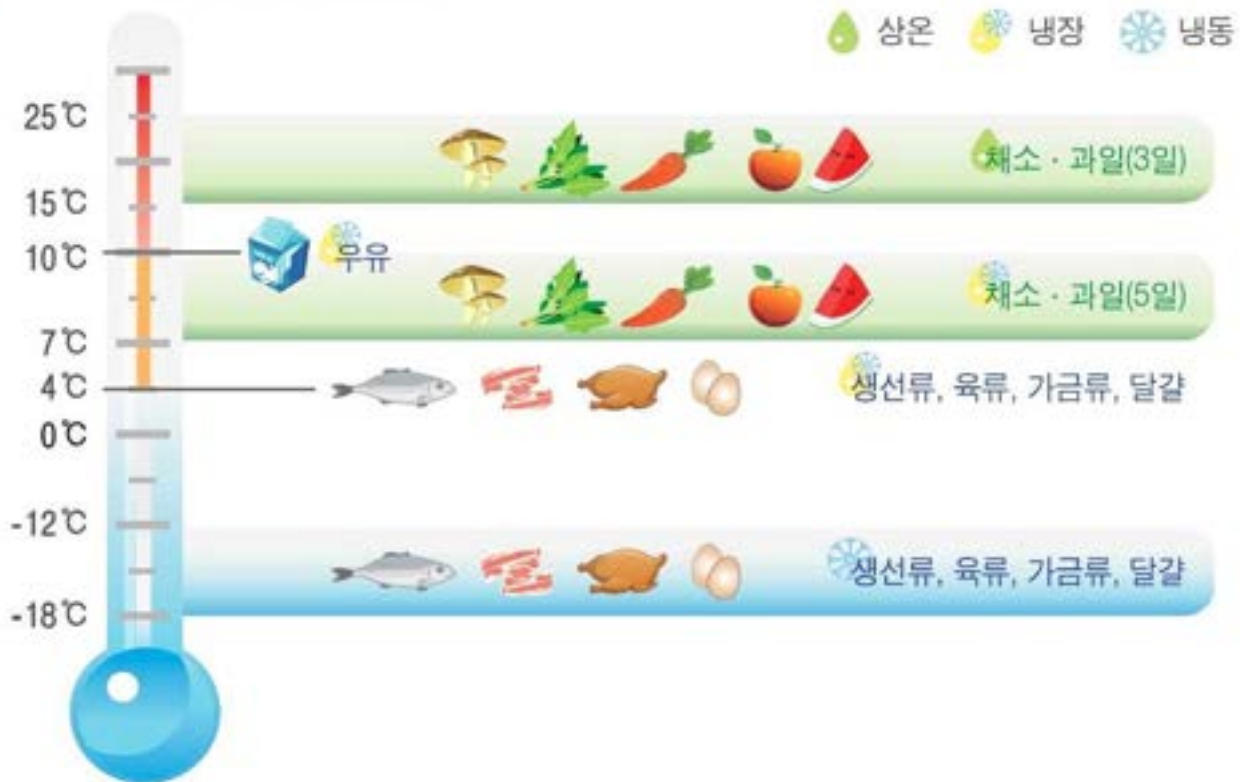 상온 냉장 냉동
25℃
채소 · 과일(3일)
15℃
10℃
우유
채소 · 과일(5일)
7℃
4℃
생선류, 육류, 가금류, 달걀
0℃
-12℃
생선류, 육류, 가금류, 달걀
-18℃